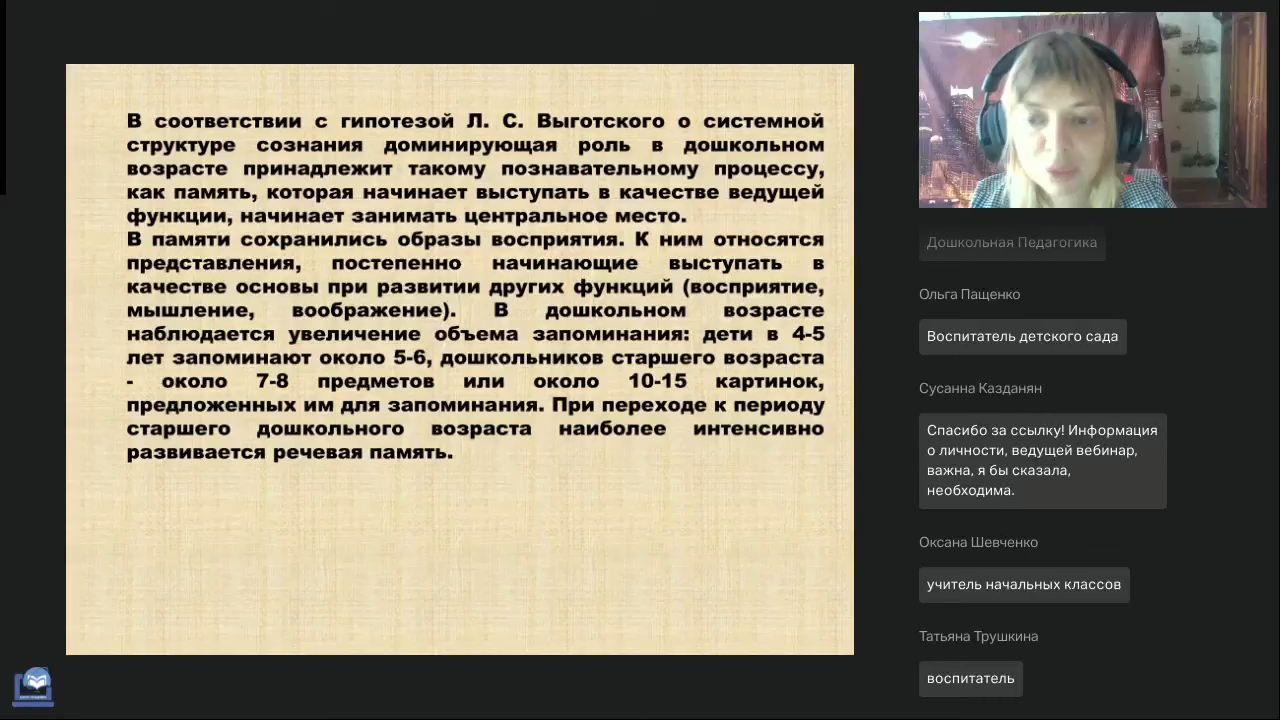 В соответствии с гипотезой Л. С. Выготского о системной
структуре сознания доминирующая роль в дошкольном
возрасте принадлежит такому познавательному процессу,
как память, которая начинает выступать в качестве ведущей
функции, начинает занимать центральное место.
В памяти сохранились образы восприятия. К ним относятся
представления, постепенно начинающие выступать в
качестве основы при развитии других функций (восприятие,
мышление, воображение). В дошкольном возрасте
наблюдается увеличение объема запоминания: дети в 4-5
лет запоминают около 5-6, дошкольников старшего возраста
- около 7-8 предметов или около 10-15 картинок,
предложенных им для запоминания. При переходе к периоду
старшего дошкольного возраста наиболее интенсивно
развивается речевая память.
Дошкольная Педагогика
Ольга Пащенко
Воспитатель детского сада
Сусанна Казданян
Спасибо за ссылку! Информация
о личности, ведущей вебинар,
важна, я бы сказала,
необходима.
Оксана Шевченко
учитель начальных классов
Татьяна Трушкина
воспитатель